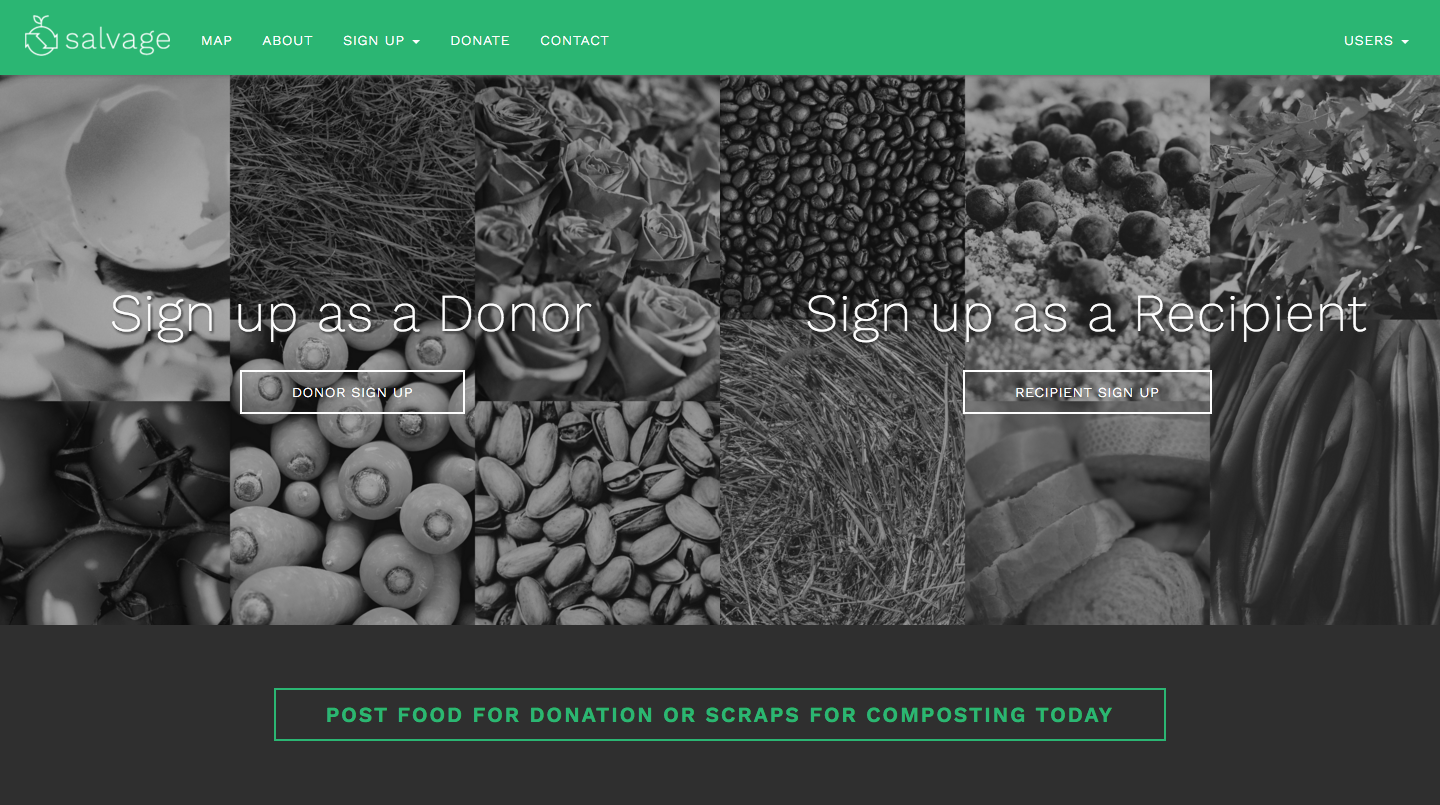 salvage
MAP
ABOUT
SIGN UP
DONATE
CONTACT
USERS
Sign up as a Donor
DONOR SIGN UP
Sign up as a Recipient
RECIPIENT SIGN UP
POST FOOD FOR DONATION OR SCRAPS FOR COMPOSTING TODAY